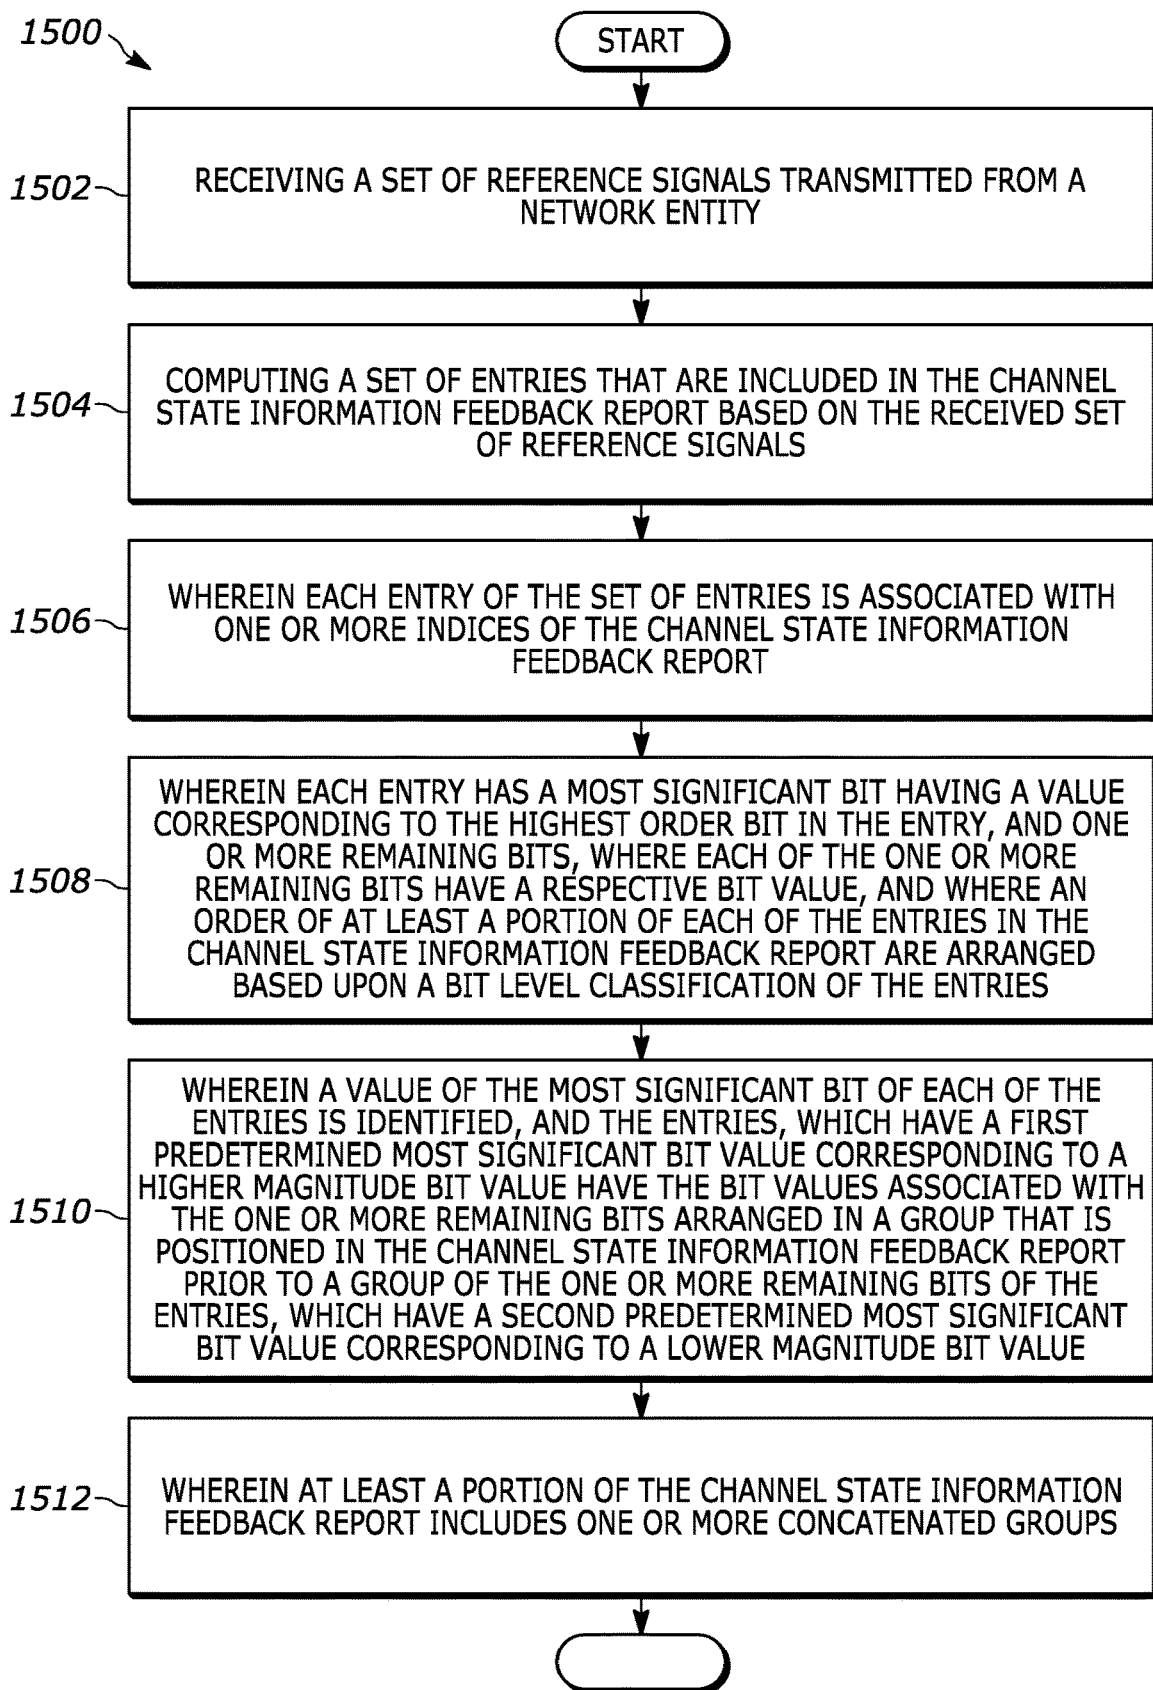 1500
START
1502
RECEIVING A SET OF REFERENCE SIGNALS TRANSMITTED FROM A
NETWORK ENTITY
1504
COMPUTING A SET OF ENTRIES THAT ARE INCLUDED IN THE CHANNEL
STATE INFORMATION FEEDBACK REPORT BASED ON THE RECEIVED SET
OF REFERENCE SIGNALS
1506
WHEREIN EACH ENTRY OF THE SET OF ENTRIES IS ASSOCIATED WITH
ONE OR MORE INDICES OF THE CHANNEL STATE INFORMATION
FEEDBACK REPORT
1508
WHEREIN EACH ENTRY HAS A MOST SIGNIFICANT BIT HAVING A VALUE
CORRESPONDING TO THE HIGHEST ORDER BIT IN THE ENTRY, AND ONE
OR MORE REMAINING BITS, WHERE EACH OF THE ONE OR MORE
REMAINING BITS HAVE A RESPECTIVE BIT VALUE, AND WHERE AN
ORDER OF AT LEAST A PORTION OF EACH OF THE ENTRIES IN THE
CHANNEL STATE INFORMATION FEEDBACK REPORT ARE ARRANGED
BASED UPON A BIT LEVEL CLASSIFICATION OF THE ENTRIES
1510
WHEREIN A VALUE OF THE MOST SIGNIFICANT BIT OF EACH OF THE
ENTRIES IS IDENTIFIED, AND THE ENTRIES, WHICH HAVE A FIRST
PREDETERMINED MOST SIGNIFICANT BIT VALUE CORRESPONDING TO A
HIGHER MAGNITUDE BIT VALUE HAVE THE BIT VALUES ASSOCIATED WITH
THE ONE OR MORE REMAINING BITS ARRANGED IN A GROUP THAT IS
POSITIONED IN THE CHANNEL STATE INFORMATION FEEDBACK REPORT
PRIOR TO A GROUP OF THE ONE OR MORE REMAINING BITS OF THE
ENTRIES, WHICH HAVE A SECOND PREDETERMINED MOST SIGNIFICANT
BIT VALUE CORRESPONDING TO A LOWER MAGNITUDE BIT VALUE
1512
WHEREIN AT LEAST A PORTION OF THE CHANNEL STATE INFORMATION
FEEDBACK REPORT INCLUDES ONE OR MORE CONCATENATED GROUPS